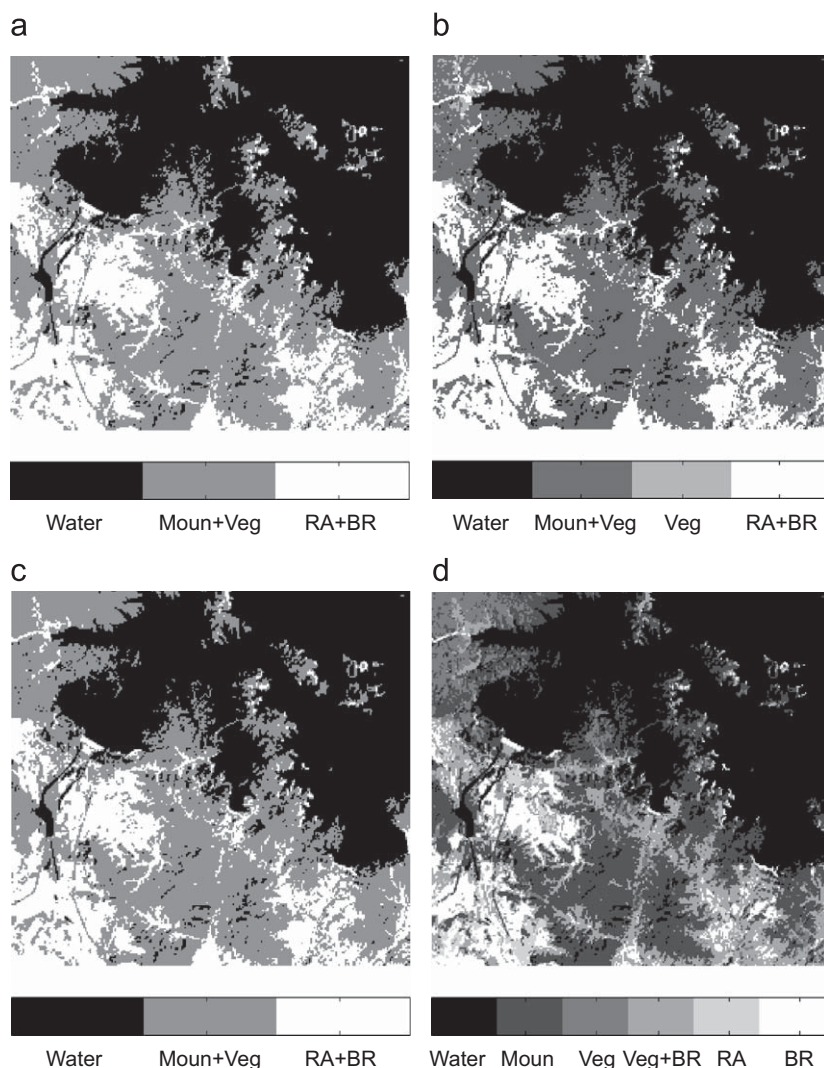 a
b
Water Moun+Veg RA+BR
Water Moun+Veg Veg RA+BR
c
d
Water Moun+Veg RA+BR
Water Moun Veg Veg+BR RA BR